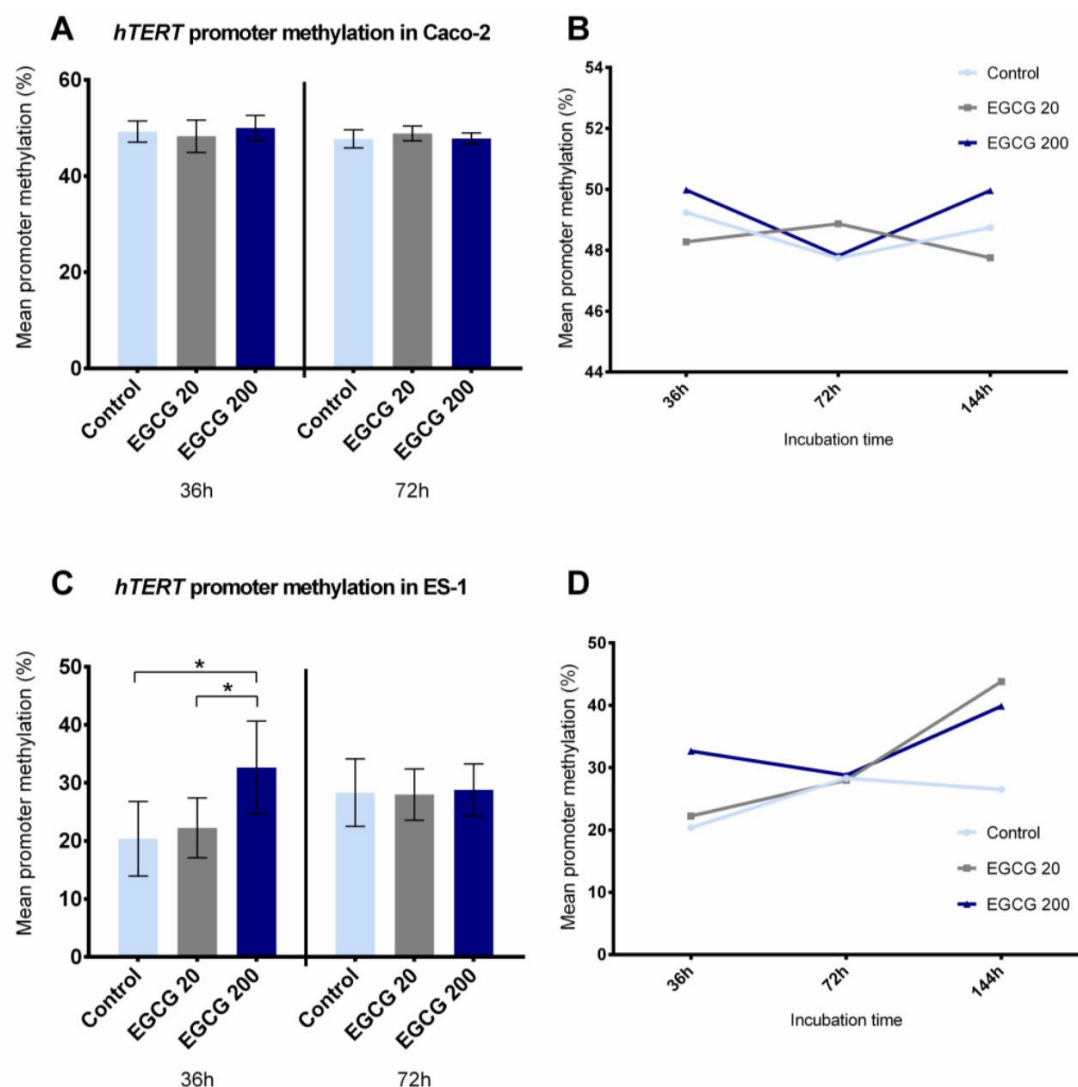 A hTERT promoter methylation in Caco-2
Mean promoter methylation (%)
60
40
20
0
Control
EGCG 20
EGCG 200
Control
EGCG 20
EGCG 200
36h
72h
B
Mean promoter methylation (%)
54
52
50
48
46
44
36h
72h
144h
Incubation time
Control
EGCG 20
EGCG 200
C hTERT promoter methylation in ES-1
Mean promoter methylation (%)
50
40
30
20
10
0
*
*
Control
EGCG 20
EGCG 200
Control
EGCG 20
EGCG 200
36h
72h
D
Mean promoter methylation (%)
50
40
30
20
10
0
36h
72h
144h
Incubation time
Control
EGCG 20
EGCG 200